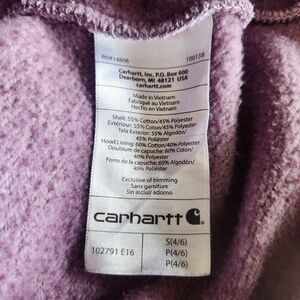 RN#14806 100138
Carhartt, Inc. P.O. Box 600
Dearborn, MI 48121 USA
carhartt.com
Made in Vietnam
Fabriqué au Vietnam
Hecho en Vietnam
Shell: 55% Cotton/45% Polyester
Extérieur: 55% Coton/45% Polyester
Tela Exterior 55% Algodón/
45% Poliéster
Hood Lining: 60% Cotton/40% Polyester
Doublure de capuche: 60% Coton/
40% Polyester
Forro de la capucha: 60% Algodón/
40% Poliéster
Exclusive of trimming
Sans garniture
Sin incluir adorno
carhartt
102791 E16
S(4/6)
P(4/6)
P(4/6)